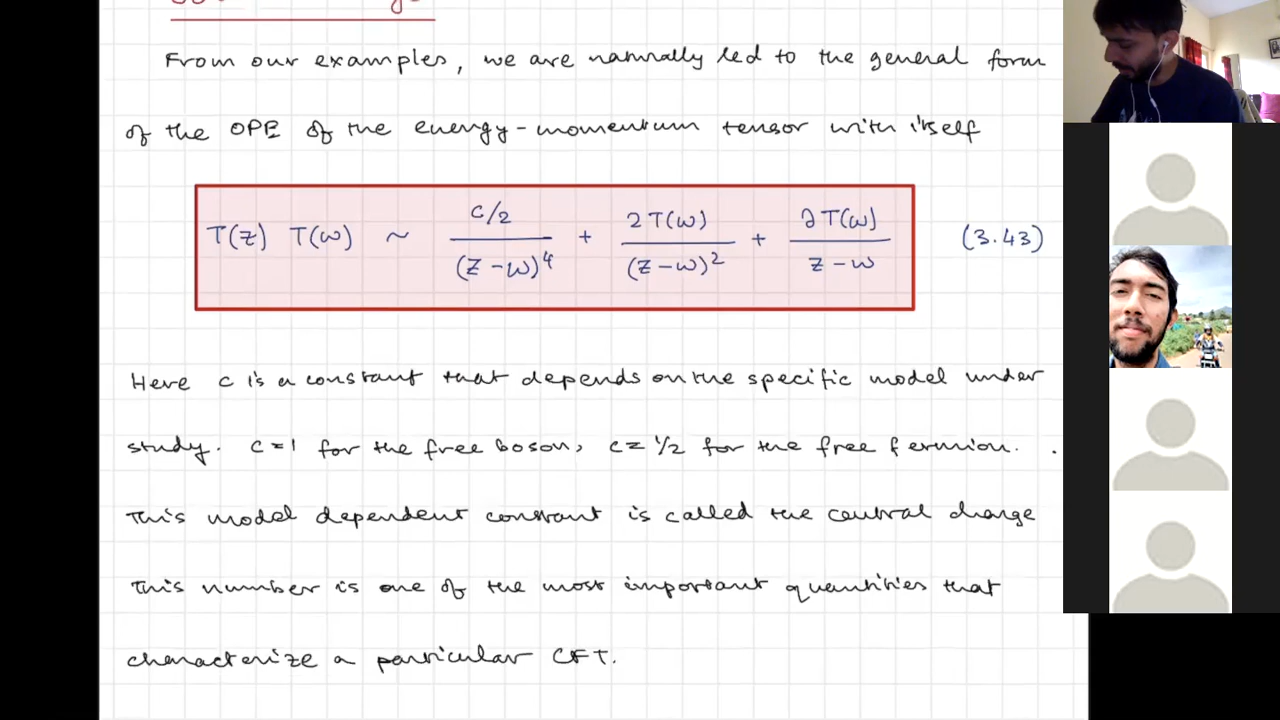 From our examples, we are naturally led to the general form
of the OPE of the energy-momentum tensor with itself
T(z) T(ω) ~ c/2 / (z-ω)^4 + 2T(ω) / (z-ω)^2 + ∂T(ω) / z-ω (3.43)
Here c is a constant that depends on the specific model under
study. c=1 for the free boson, c=1/2 for the free fermion. .
This model dependent constant is called the central charge
This number is one of the most important quantities that
characterize a particular CFT.